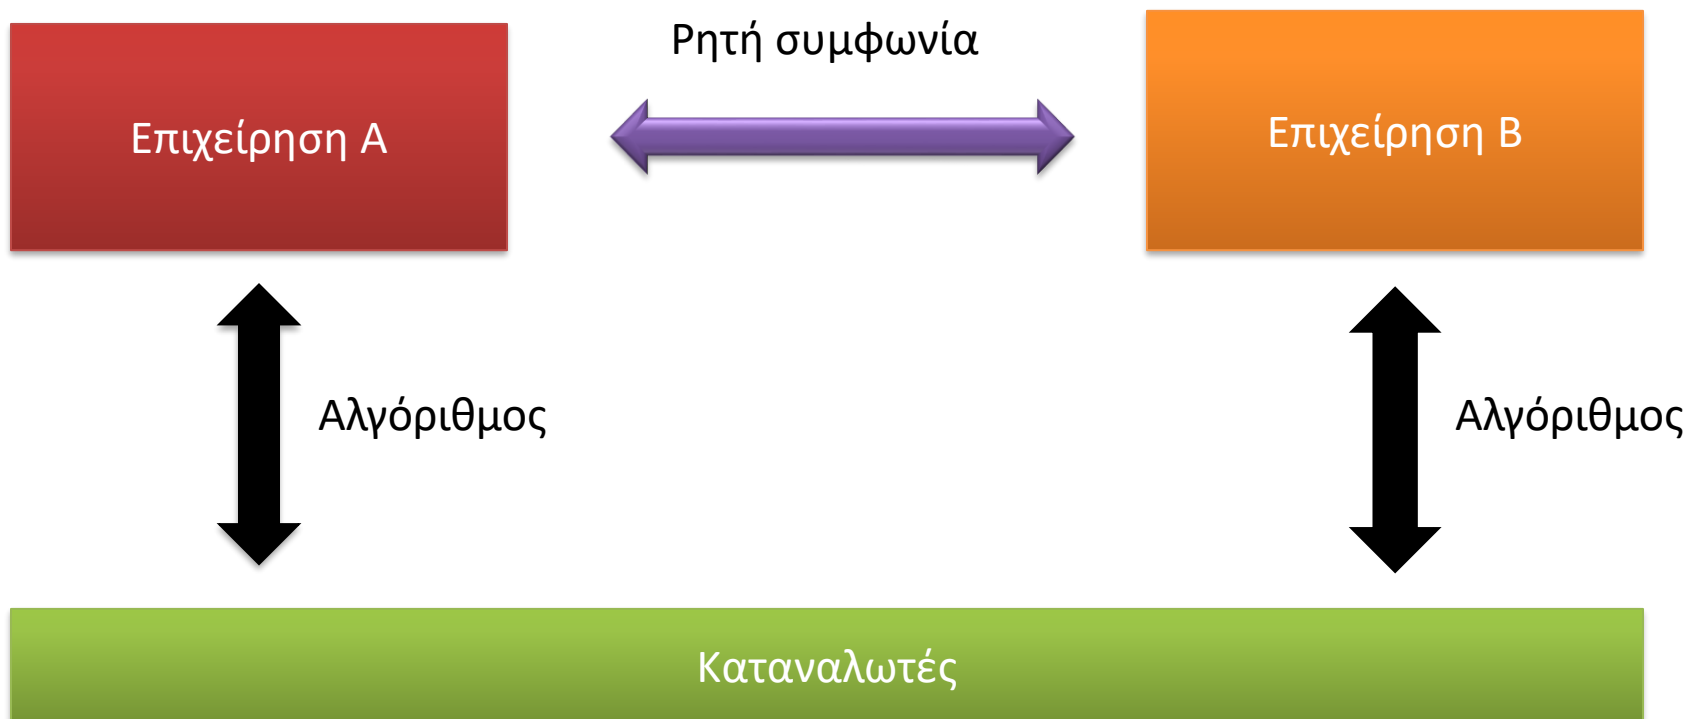 Ρητή συμφωνία
Επιχείρηση Α
Επιχείρηση Β
Αλγόριθμος
Αλγόριθμος
Καταναλωτές